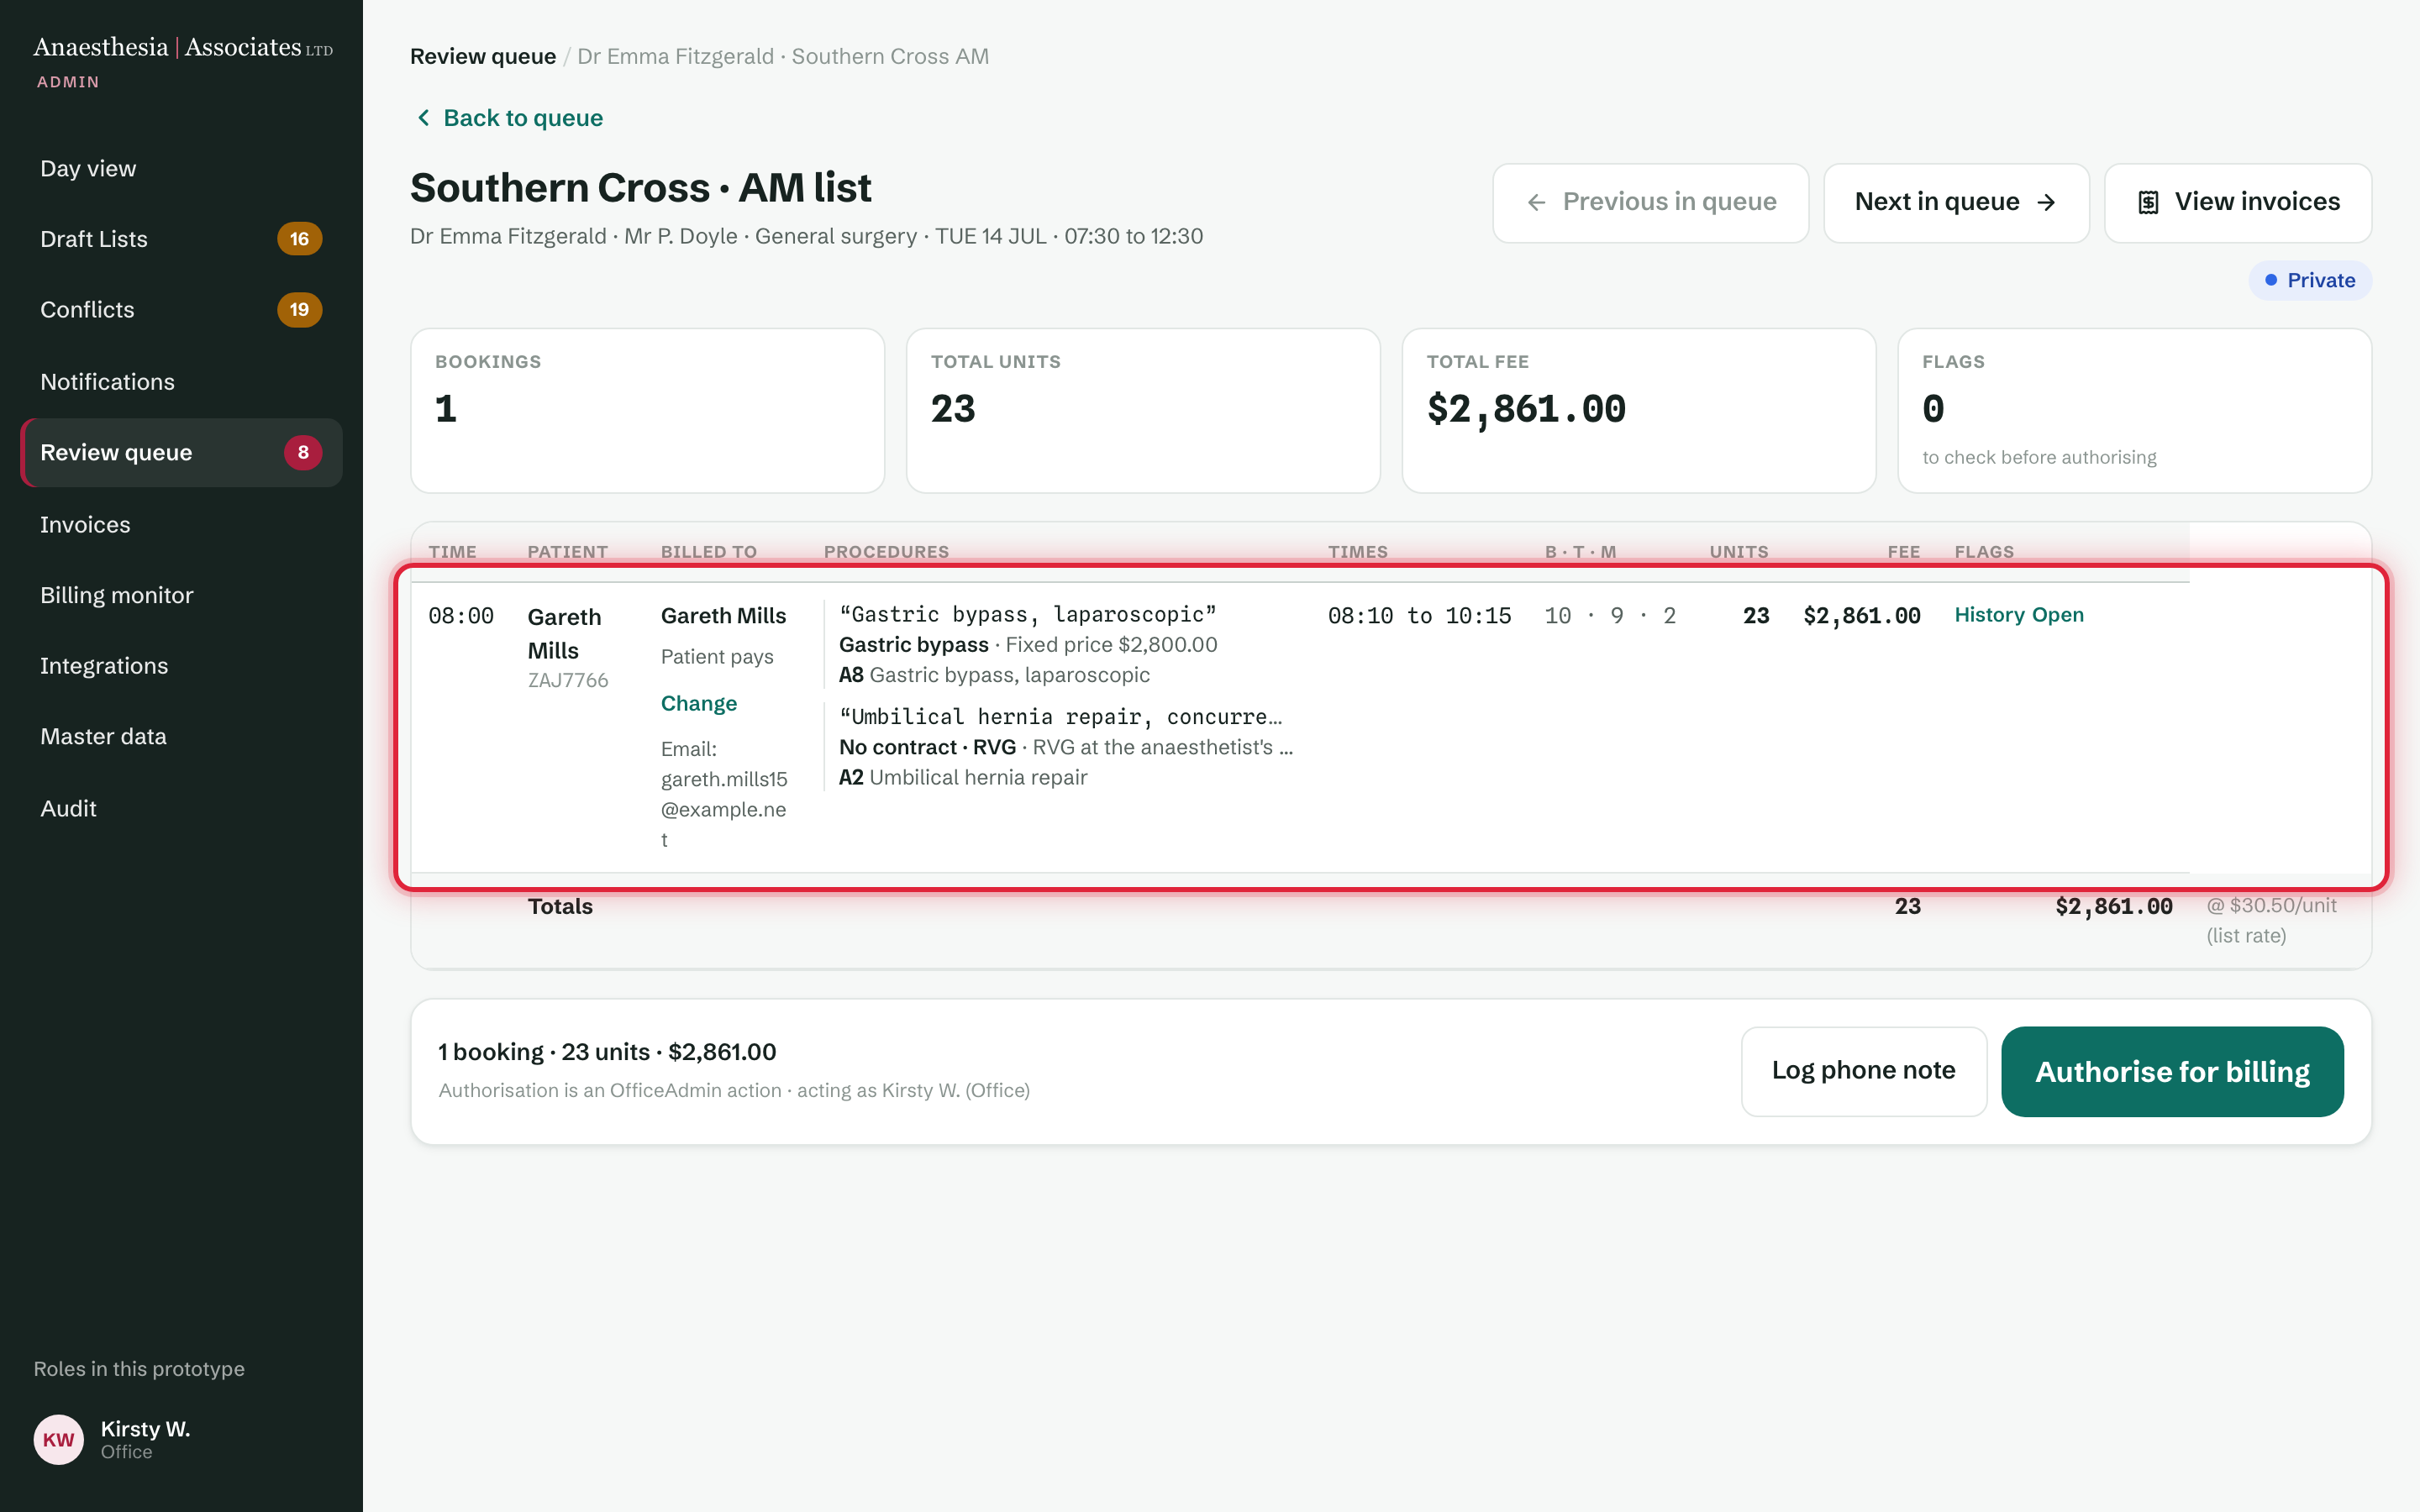 Anaesthesia | Associates LTD
ADMIN
Day view
Draft Lists 16
Conflicts 19
Notifications
Review queue 8
Invoices
Billing monitor
Integrations
Master data
Audit
Roles in this prototype
KW
Kirsty W.
Office
Review queue / Dr Emma Fitzgerald · Southern Cross AM
Back to queue
Southern Cross · AM list
Dr Emma Fitzgerald · Mr P. Doyle · General surgery · TUE 14 JUL · 07:30 to 12:30
← Previous in queue
Next in queue →
View invoices
Private
BOOKINGS
1
TOTAL UNITS
23
TOTAL FEE
$2,861.00
FLAGS
0
to check before authorising
TIME PATIENT BILLED TO PROCEDURES TIMES B · T · M UNITS FEE FLAGS
08:00
Gareth
Mills
ZAJ7766
Gareth Mills
Patient pays
Change
Email:
gareth.mills15
@example.ne
t
“Gastric bypass, laparoscopic”
Gastric bypass · Fixed price $2,800.00
A8 Gastric bypass, laparoscopic
“Umbilical hernia repair, concurre…
No contract · RVG · RVG at the anaesthetist's …
A2 Umbilical hernia repair
08:10 to 10:15
10 · 9 · 2
23
$2,861.00
History Open
Totals 23 $2,861.00 @ $30.50/unit
(list rate)
1 booking · 23 units · $2,861.00
Authorisation is an OfficeAdmin action · acting as Kirsty W. (Office)
Log phone note
Authorise for billing